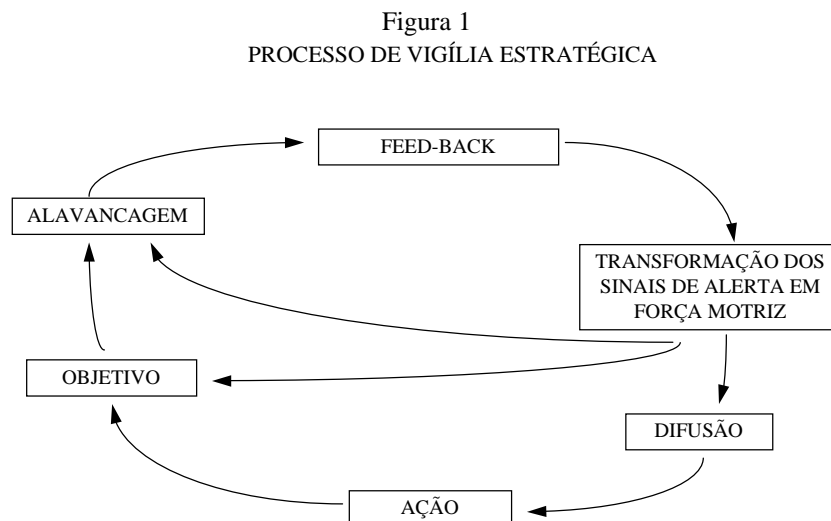 Figura 1
PROCESSO DE VIGÍLIA ESTRATÉGICA
FEED-BACK
ALAVANCAGEM
TRANSFORMAÇÃO DOS
SINAIS DE ALERTA EM
FORÇA MOTRIZ
OBJETIVO
DIFUSÃO
AÇÃO